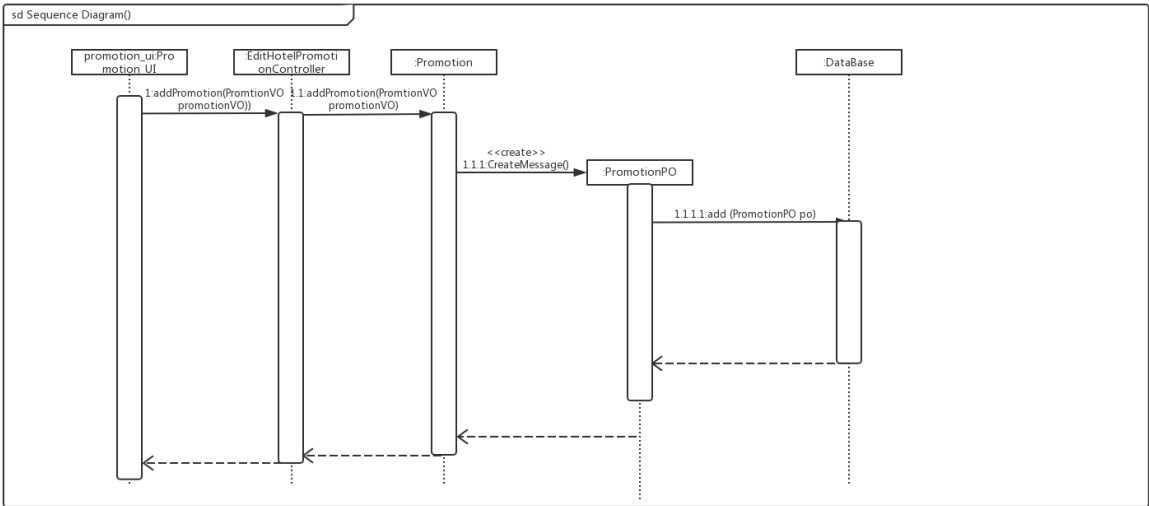 sd Sequence Diagram()
promotion_ui:Pro
motion_UI
:EditHotelPromoti
onController
:Promotion
:DataBase
1:addPromotion(PromtionVO
promotionVO))
1.1:addPromotion(PromtionVO
promotionVO)
<<create>>
1.1.1:CreateMessage()
:PromotionPO
1.1.1.1:add (PromotionPO po)